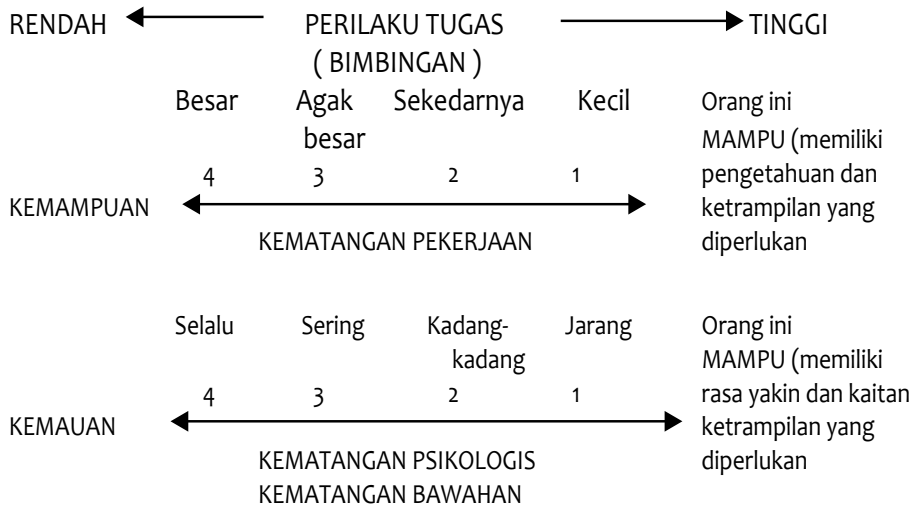 RENDAH PERILAKU TUGAS TINGGI
( BIMBINGAN )
Besar Agak Sekedarnya Kecil Orang ini
besar MAMPU (memiliki
4 3 2 1 pengetahuan dan
KEMAMPUAN ketrampilan yang
KEMATANGAN PEKERJAAN diperlukan
Selalu Sering Kadang- Jarang Orang ini
kadang MAMPU (memiliki
4 3 2 1 rasa yakin dan kaitan
KEMAUAN ketrampilan yang
KEMATANGAN PSIKOLOGIS diperlukan
KEMATANGAN BAWAHAN